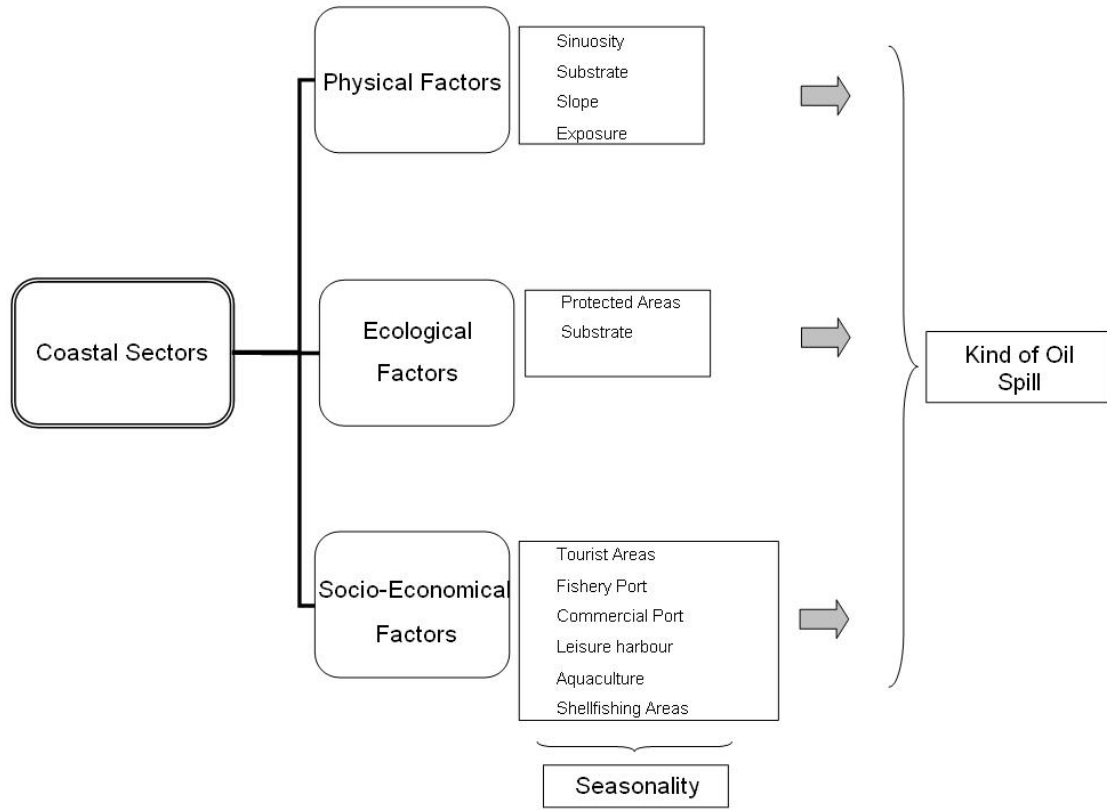 Coastal Sectors
Physical Factors
Sinuosity
Substrate
Slope
Exposure
Ecological
Factors
Protected Areas
Substrate
Socio-Economical
Factors
Tourist Areas
Fishery Port
Commercial Port
Leisure harbour
Aquaculture
Shellfishing Areas
Seasonality
Kind of Oil
Spill